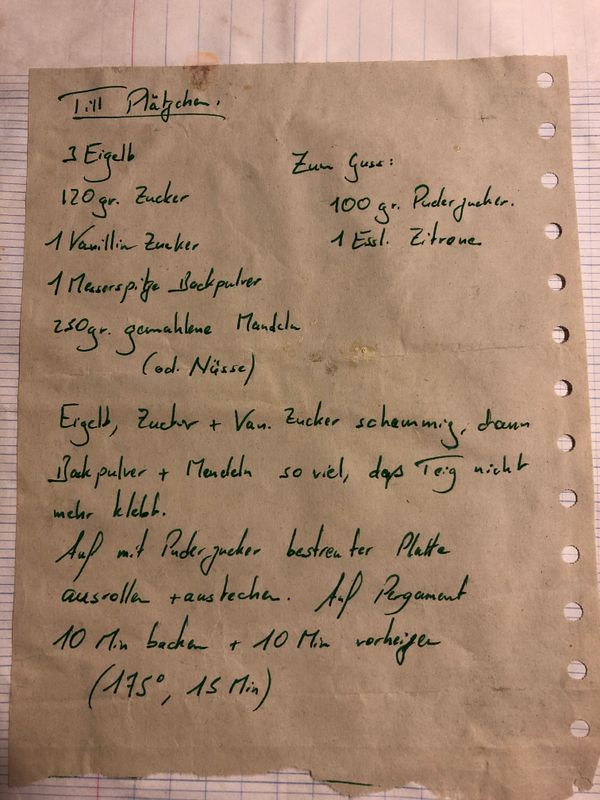 Till Plätzchen.
3 Eigelb
120 gr. Zucker
1 Vanillin Zucker
1 Messerspitze Backpulver
250 gr. gemahlene Mandeln
(od. Nüsse)
Zum Guss:
100 gr. Puderzucker.
1 Essl. Zitrone
Eigelb, Zucker + Van. Zucker schaumig, dann
Backpulver + Mandeln so viel, daß Teig nicht
mehr klebt.
Auf mit Puderzucker bestreuter Platte
ausrollen + ausstechen. Auf Pergament
10 Min backen + 10 Min vorheizen
(175°, 15 Min)